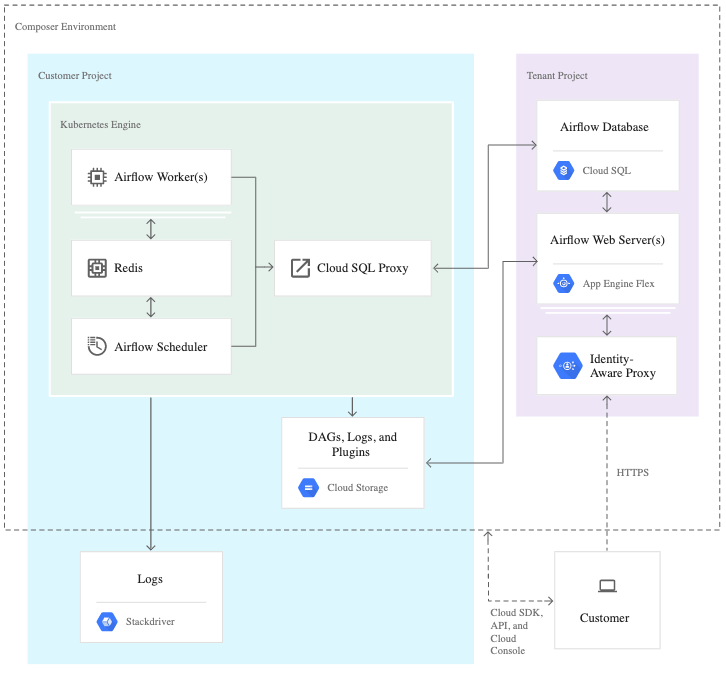 Composer Environment
Customer Project
Tenant Project
Kubernetes Engine
Airflow Worker(s)
Redis
Airflow Scheduler
Cloud SQL Proxy
Airflow Database
Cloud SQL
Airflow Web Server(s)
App Engine Flex
Identity-
Aware Proxy
DAGs, Logs, and
Plugins
Cloud Storage
HTTPS
Logs
Stackdriver
Cloud SDK,
API, and
Cloud
Console
Customer